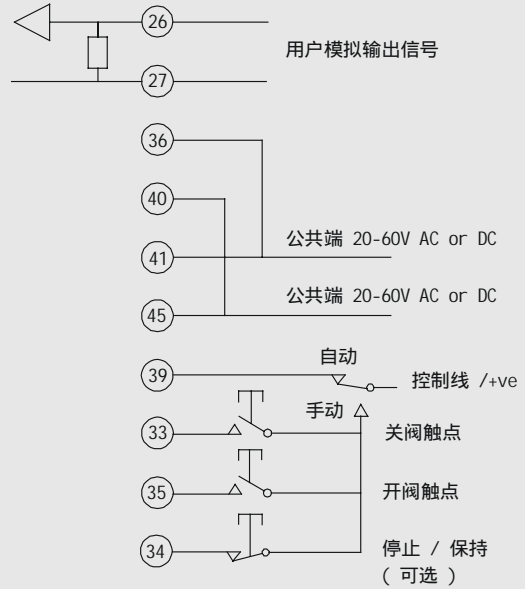 26
用户模拟输出信号
27
36
40
公共端 20-60V AC or DC
41
公共端 20-60V AC or DC
45
自动
39
控制线 /+ve
手动
33
关阀触点
35
开阀触点
34
停止 / 保持
( 可选 )